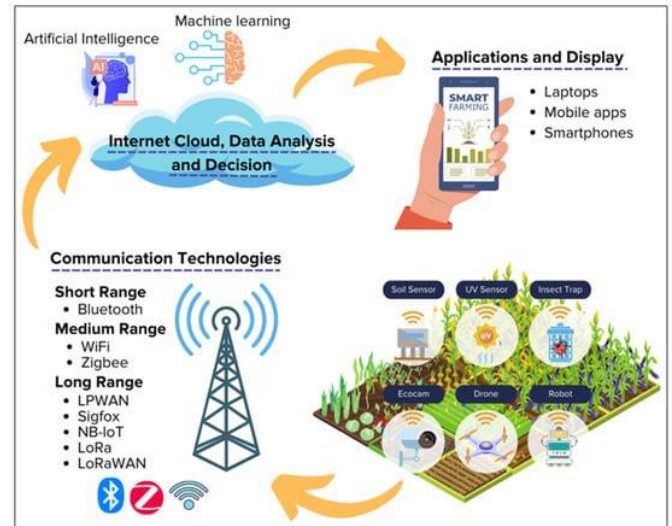 Machine learning
Artificial Intelligence
AI
Internet Cloud, Data Analysis
and Decision
Applications and Display
SMART
FARMING
• Laptops
• Mobile apps
• Smartphones
Communication Technologies
Short Range
• Bluetooth
Medium Range
• WiFi
• Zigbee
Long Range
• LPWAN
• Sigfox
• NB-IoT
• LoRa
• LoRaWAN
Soil Sensor
UV Sensor
Insect Trap
UV
Ecocam
Drone
Robot